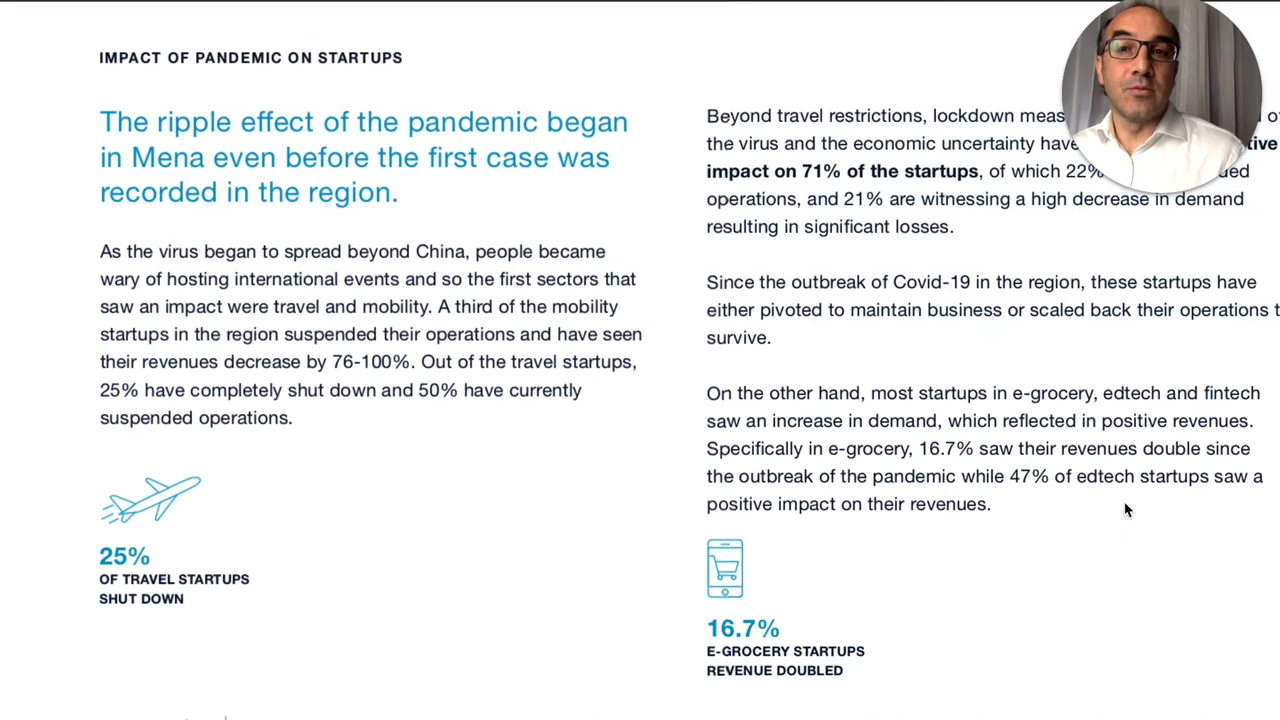 IMPACT OF PANDEMIC ON STARTUPS
The ripple effect of the pandemic began
in Mena even before the first case was
recorded in the region.
As the virus began to spread beyond China, people became
wary of hosting international events and so the first sectors that
saw an impact were travel and mobility. A third of the mobility
startups in the region suspended their operations and have seen
their revenues decrease by 76-100%. Out of the travel startups,
25% have completely shut down and 50% have currently
suspended operations.
25%
OF TRAVEL STARTUPS
SHUT DOWN
Beyond travel restrictions, lockdown
the virus and the economic uncertainty have
impact on 71% of the startups, of which 22%
operations, and 21% are witnessing a high decrease in demand
resulting in significant losses.
Since the outbreak of Covid-19 in the region, these startups have
either pivoted to maintain business or scaled back their operations
survive.
On the other hand, most startups in e-grocery, edtech and fintech
saw an increase in demand, which reflected in positive revenues.
Specifically in e-grocery, 16.7% saw their revenues double since
the outbreak of the pandemic while 47% of edtech startups saw a
positive impact on their revenues.
16.7%
E-GROCERY STARTUPS
REVENUE DOUBLED